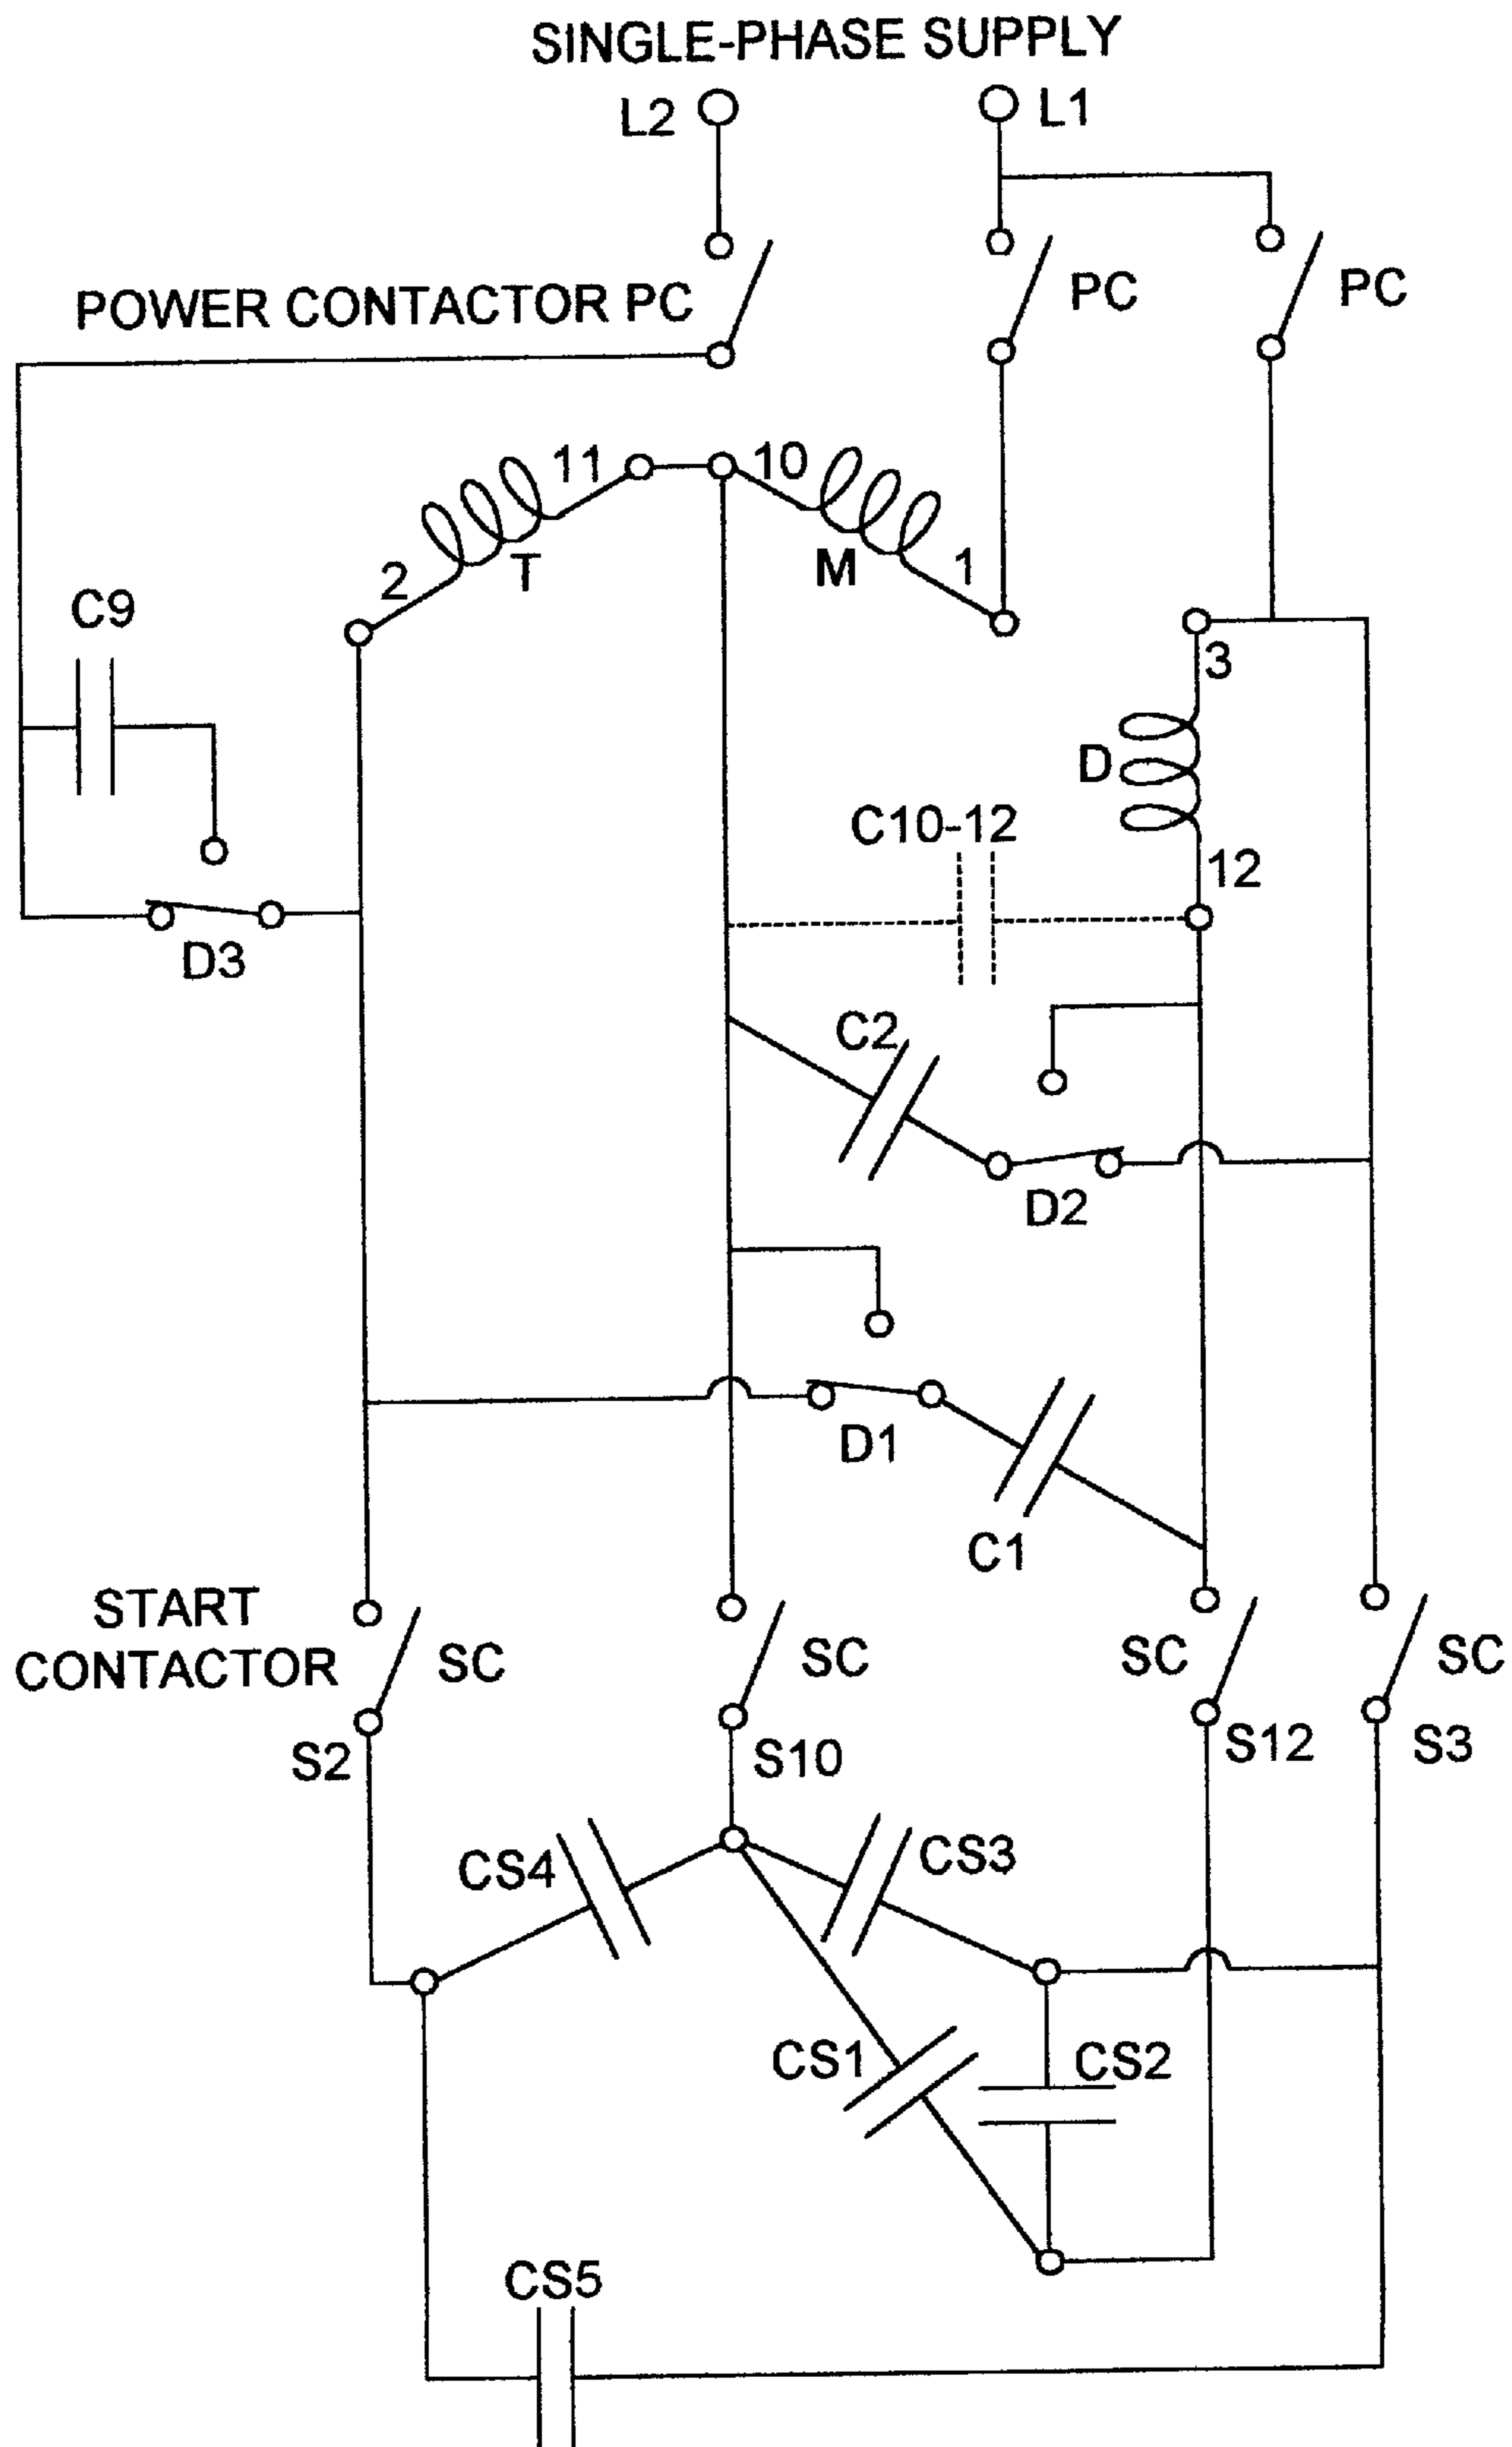 SINGLE-PHASE SUPPLY
L2
L1
POWER CONTACTOR PC
PC
PC
11
10
2
T
M
1
C9
3
D
C10-12
12
D3
C2
D2
D1
C1
START
CONTACTOR
SC
SC
SC
SC
S2
S10
S12
S3
CS4
CS3
CS1
CS2
CS5